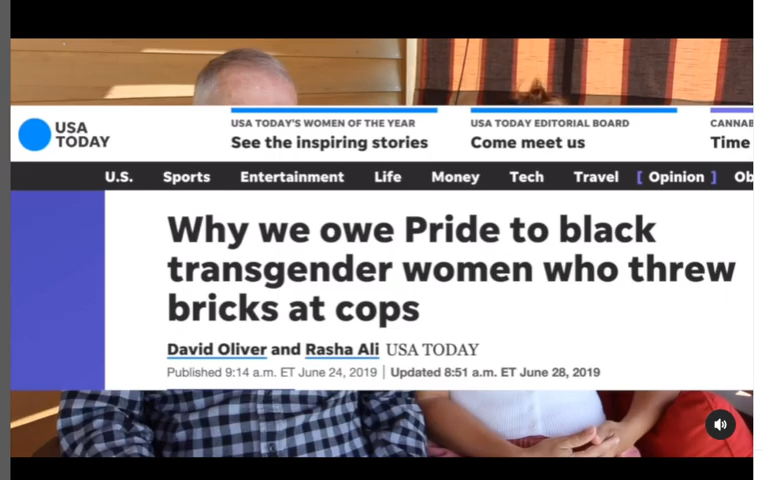 USA
TODAY
USA TODAY'S WOMEN OF THE YEAR
See the inspiring stories
USA TODAY EDITORIAL BOARD
Come meet us
CANNAB
Time
U.S. Sports Entertainment Life Money Tech Travel [ Opinion ] Ob
Why we owe Pride to black
transgender women who threw
bricks at cops
David Oliver and Rasha Ali USA TODAY
Published 9:14 a.m. ET June 24, 2019 | Updated 8:51 a.m. ET June 28, 2019